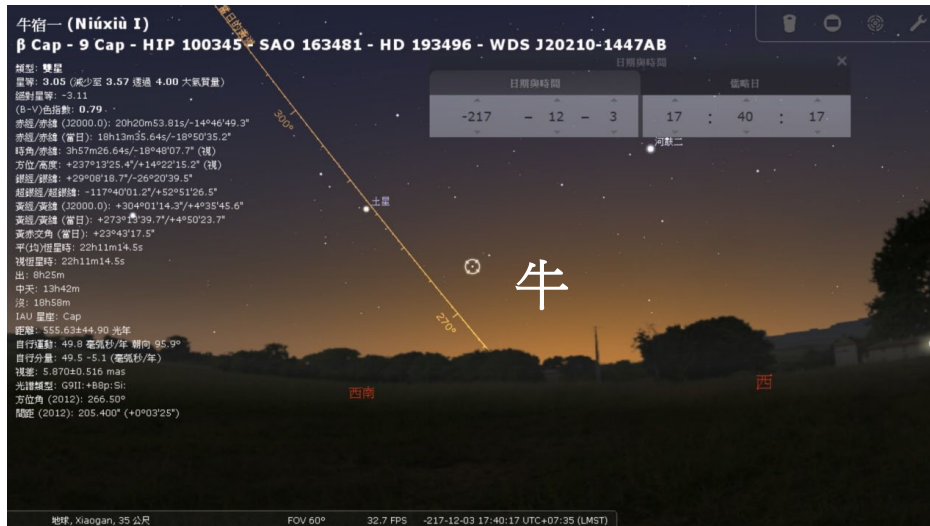 牛宿一 (Niúxiù I)
β Cap - 9 Cap - HIP 100345 - SAO 163481 - HD 193496 - WDS J20210-1447AB
類型: 雙星
星等: 3.05 (減少至 3.57 透過 4.00 大氣質量)
絕對星等: -3.11
(B-V)色指數: 0.79
赤經/赤緯 (J2000.0): 20h20m53.81s/-14°46'49.3"
赤經/赤緯 (當日): 18h13m35.64s/-18°50'35.2"
時角/赤緯: 3h57m26.64s/-18°48'07.7" (視)
方位/高度: +237°13'25.4"/+14°22'15.2" (視)
銀經/銀緯: +29°08'18.7"/-26°20'39.5"
超銀經/超銀緯: -117°40'01.2"/+52°51'26.5"
黃經/黃緯 (J2000.0): +304°01'14.3"/+4°35'45.6"
黃經/黃緯 (當日): +273°13'39.7"/+4°50'23.7"
黃赤交角 (當日): +23°43'17.5"
平(均)恆星時: 22h11m14.5s
視恆星時: 22h11m14.5s
出: 8h25m
中天: 13h42m
沒: 18h58m
IAU 星座: Cap
距離: 555.63±44.90 光年
自行運動: 49.8 毫弧秒/年 朝向 95.9°
自行分量: 49.5 -5.1 (毫弧秒/年)
視差: 5.870±0.516 mas
光譜類型: G9II:+B8p:Si:
方位角 (2012): 266.50°
間距 (2012): 205.400" (+0°03'25")
日期與時間
日期與時間
儒略日
-217 – 12 – 3
17 : 40 : 17
300°
土星
河鼓二
牛
270°
西南
西
地球, Xiaogan, 35 公尺
FOV 60°
32.7 FPS
-217-12-03 17:40:17 UTC+07:35 (LMST)